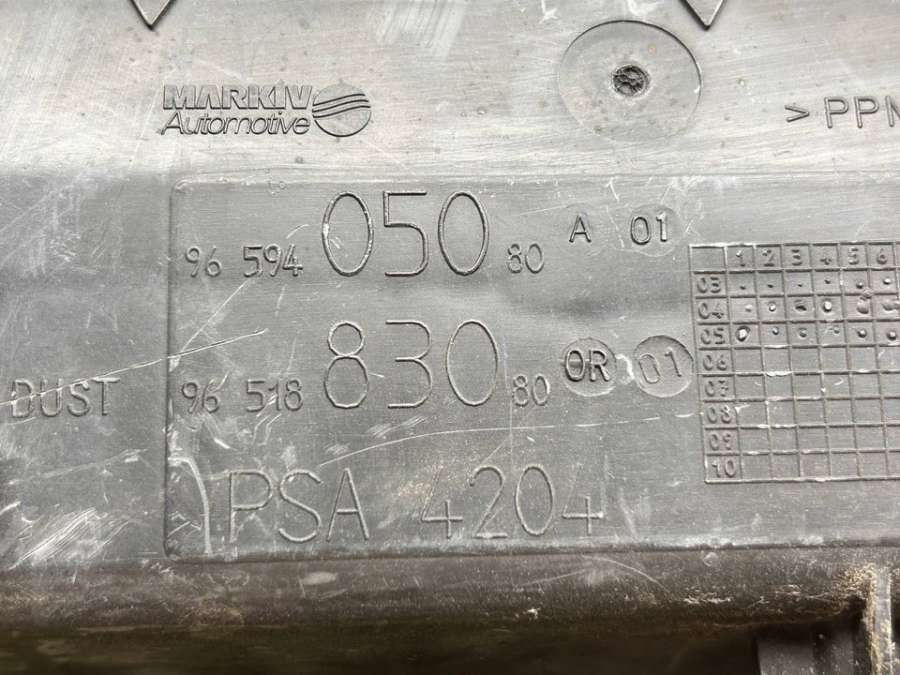 MARKIV
Automotive
> PPM
96 594 050 80 A 01
1 2 3 4 5 6
03
04
05
96 518 830 80 OR 01
06
07
DUST
08
09
10
PSA 4204